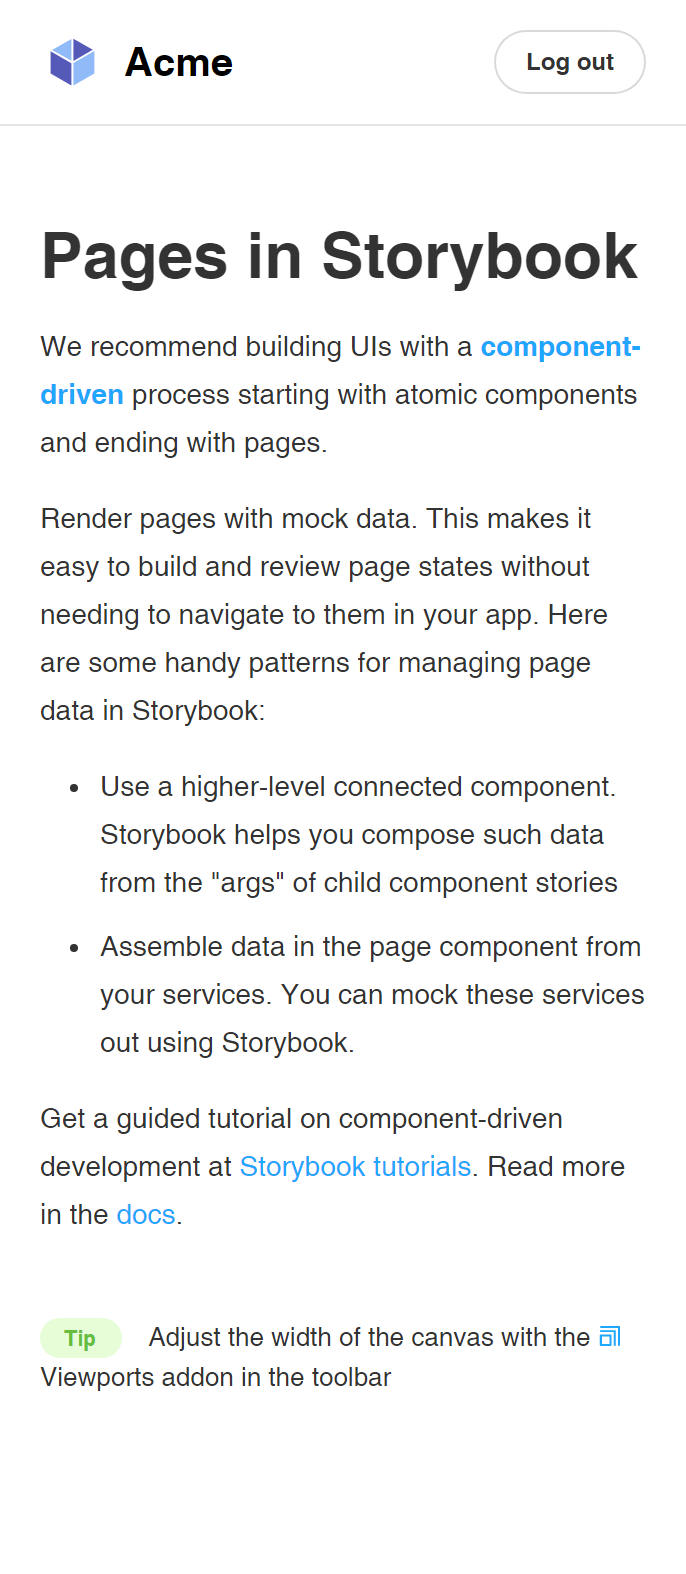 Acme
Log out
Pages in Storybook
We recommend building UIs with a component-
driven process starting with atomic components
and ending with pages.
Render pages with mock data. This makes it
easy to build and review page states without
needing to navigate to them in your app. Here
are some handy patterns for managing page
data in Storybook:
• Use a higher-level connected component.
Storybook helps you compose such data
from the "args" of child component stories
• Assemble data in the page component from
your services. You can mock these services
out using Storybook.
Get a guided tutorial on component-driven
development at Storybook tutorials. Read more
in the docs.
Tip Adjust the width of the canvas with the
Viewports addon in the toolbar